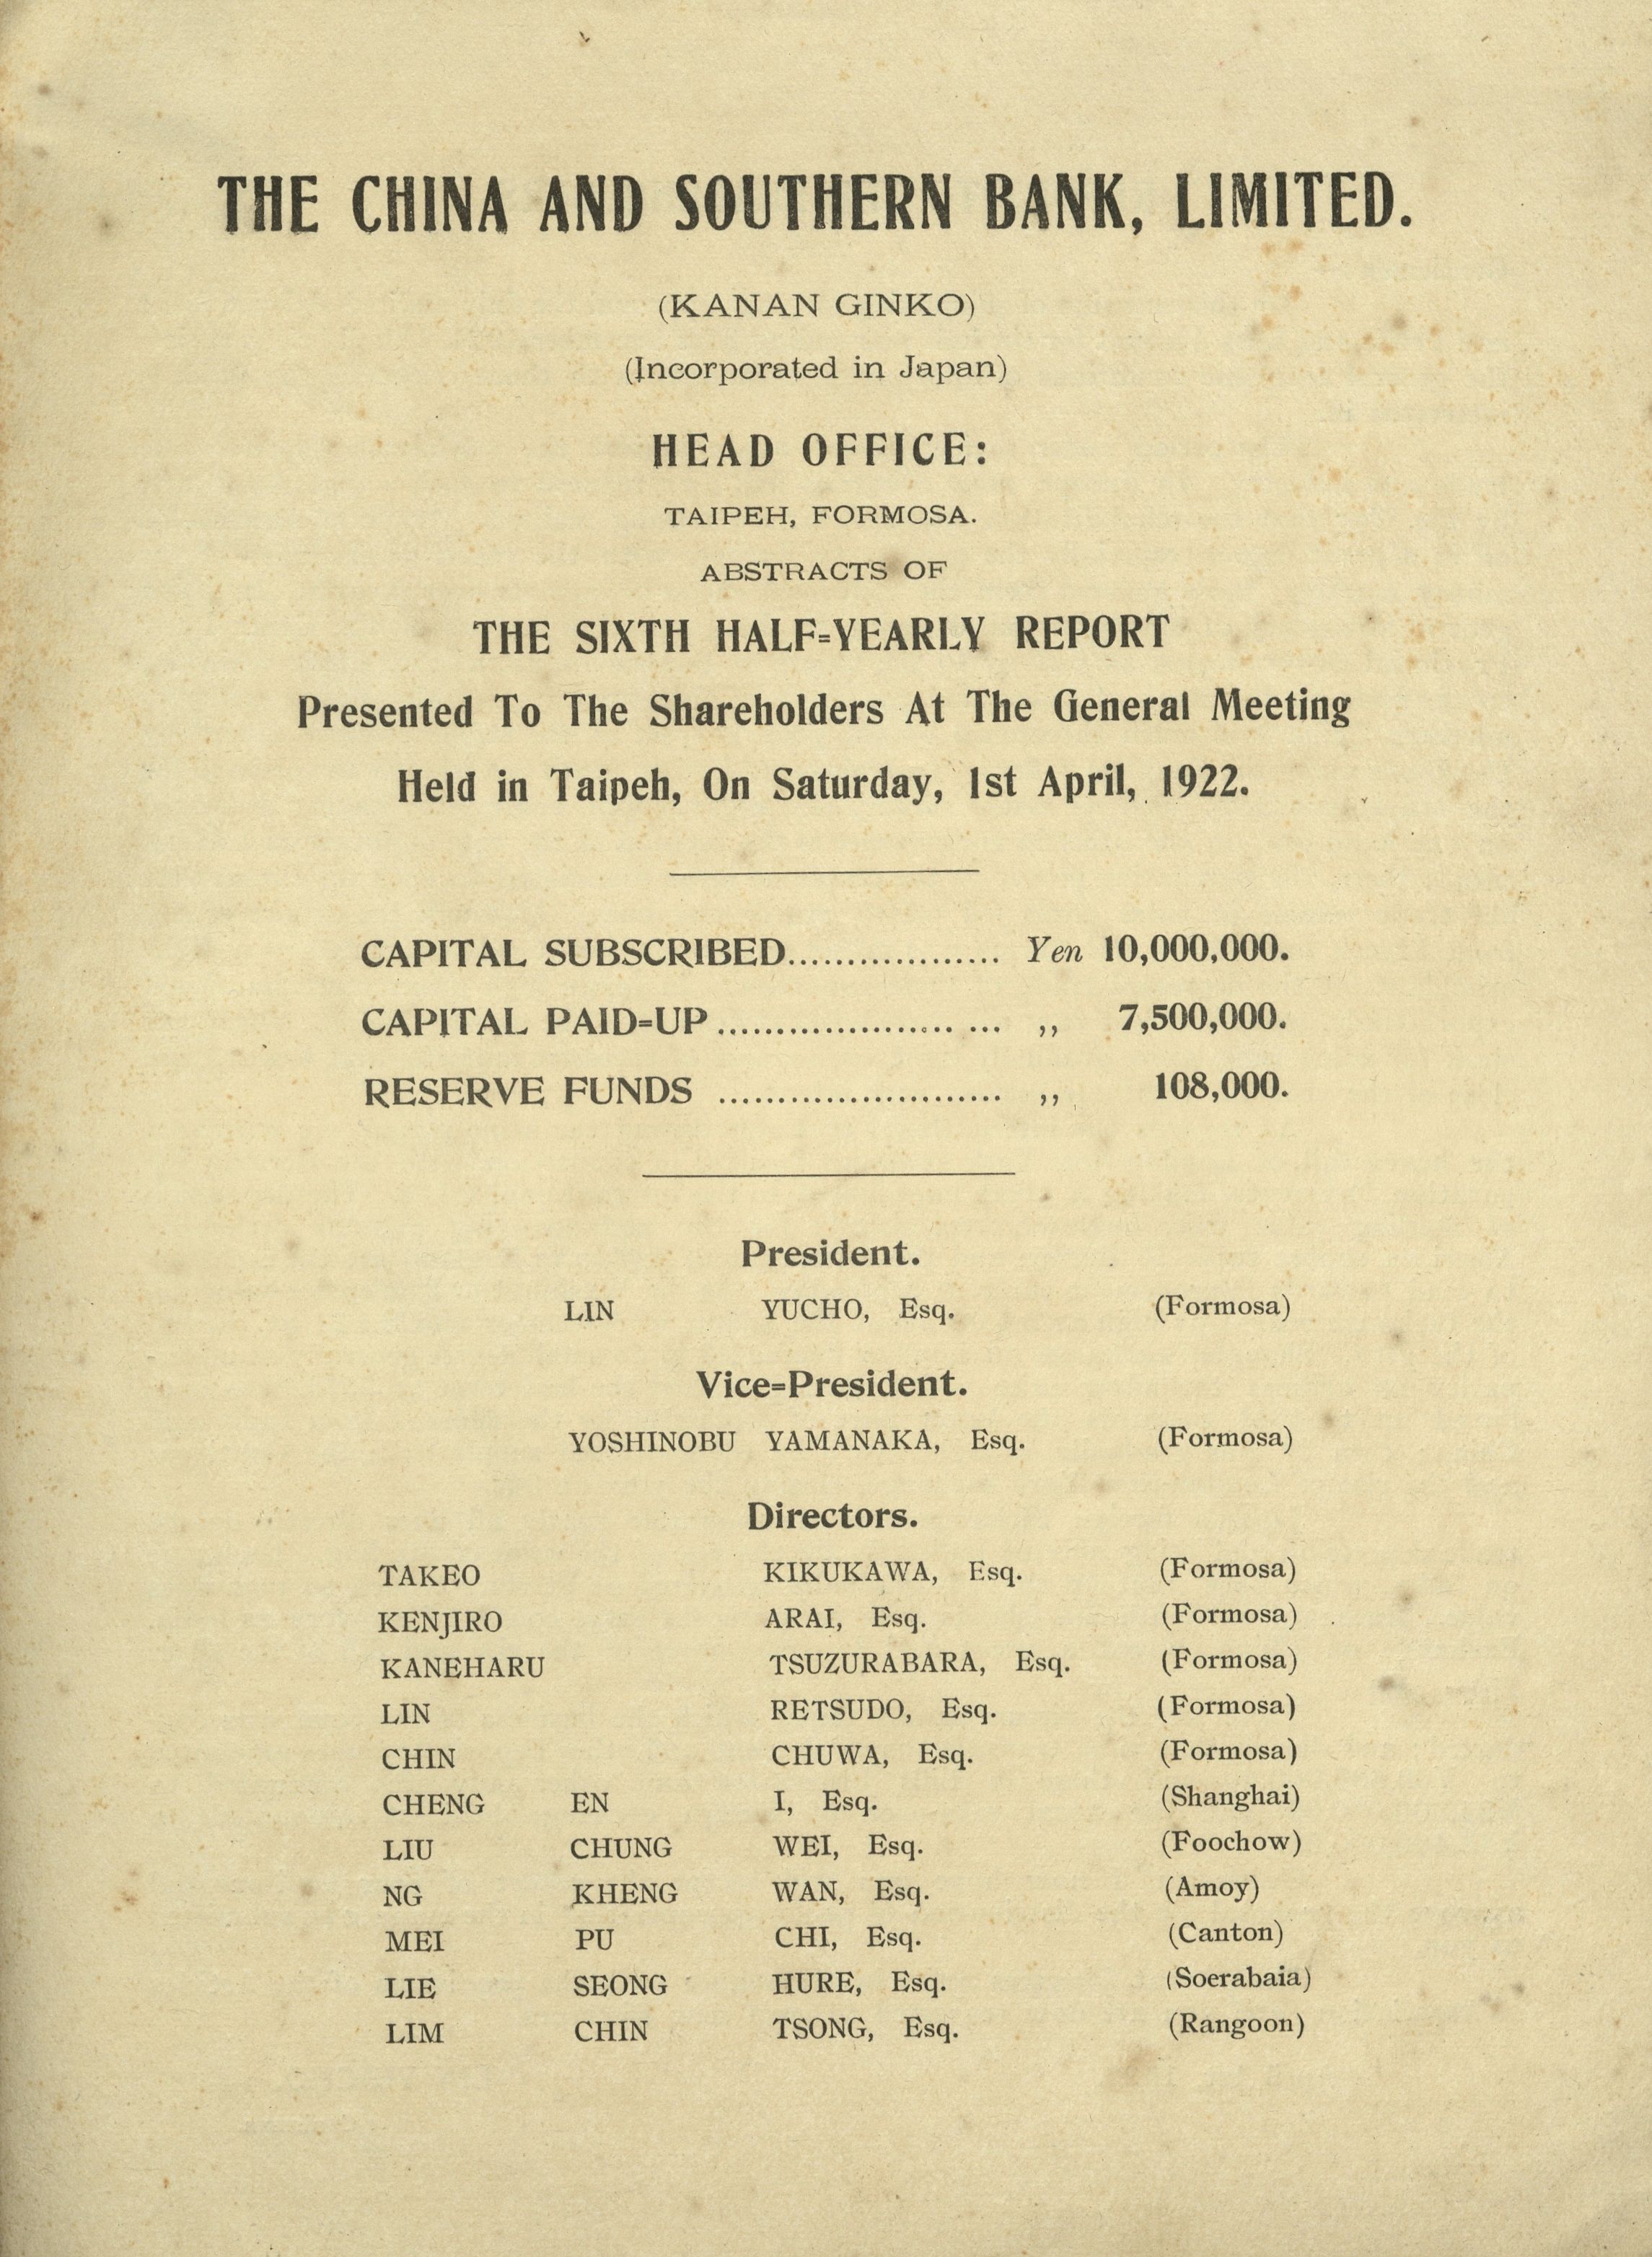 THE CHINA AND SOUTHERN BANK, LIMITED.
(KANAN GINKO)
(Incorporated in Japan)
HEAD OFFICE:
TAIPEH, FORMOSA.
ABSTRACTS OF
THE SIXTH HALF=YEARLY REPORT
Presented To The Shareholders At The General Meeting
Held in Taipeh, On Saturday, 1st April, 1922.
CAPITAL SUBSCRIBED.................. Yen 10,000,000.
CAPITAL PAID=UP .................... ... ,, 7,500,000.
RESERVE FUNDS ........................ ,, 108,000.
President.
LIN YUCHO, Esq. (Formosa)
Vice=President.
YOSHINOBU YAMANAKA, Esq. (Formosa)
Directors.
TAKEO KIKUKAWA, Esq. (Formosa)
KENJIRO ARAI, Esq. (Formosa)
KANEHARU TSUZURABARA, Esq. (Formosa)
LIN RETSUDO, Esq. (Formosa)
CHIN CHUWA, Esq. (Formosa)
CHENG EN I, Esq. (Shanghai)
LIU CHUNG WEI, Esq. (Foochow)
NG KHENG WAN, Esq. (Amoy)
MEI PU CHI, Esq. (Canton)
LIE SEONG HURE, Esq. (Soerabaia)
LIM CHIN TSONG, Esq. (Rangoon)